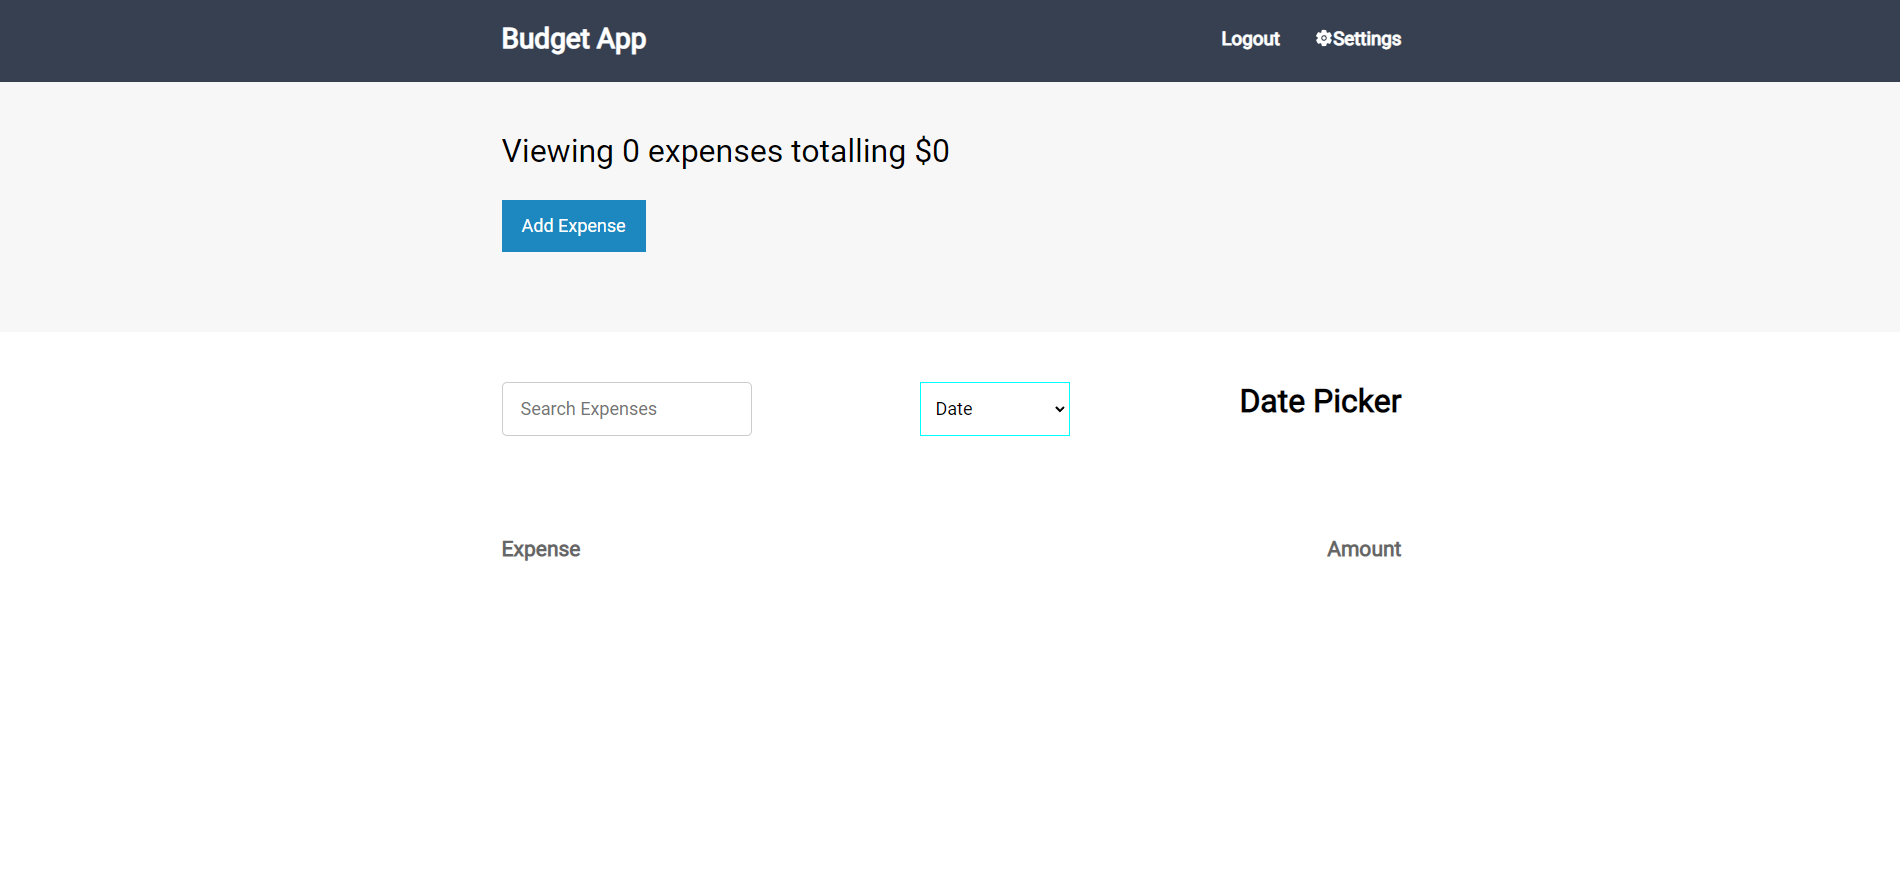 Budget App
Logout
Settings
Viewing 0 expenses totalling $0
Add Expense
Search Expenses
Date
Date Picker
Expense
Amount